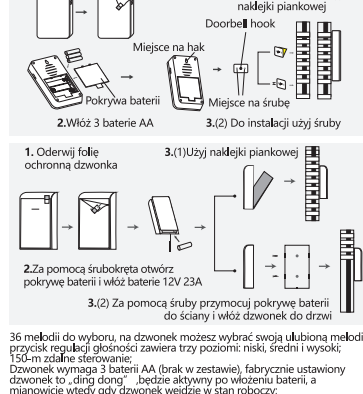 naklejki piankowej
Doorbell hook
Miejsce na hak
Pokrywa baterii
Miejsce na śrubę
2.Włóż 3 baterie AA
3.(2) Do instalacji użyj śruby
1. Oderwij folię
ochronną dzwonka
3.(1)Użyj naklejki piankowej
2.Za pomocą śrubokręta otwórz
pokrywę baterii i włóż baterie 12V 23A
3.(2) Za pomocą śruby przymocuj pokrywę baterii
do ściany i włóż dzwonek do drzwi
36 melodii do wyboru, na dzwonek możesz wybrać swoją ulubioną melodi
przycisk regulacji głośności zawiera trzy poziomy: niski, średni i wysoki;
150-m zdalne sterowanie;
Dzwonek wymaga 3 baterii AA (brak w zestawie), fabrycznie ustawiony
dzwonek to „ding dong" ,będzie aktywny po włożeniu baterii, a
mianowicie wtedy gdy dzwonek wejdzie w stan roboczy;